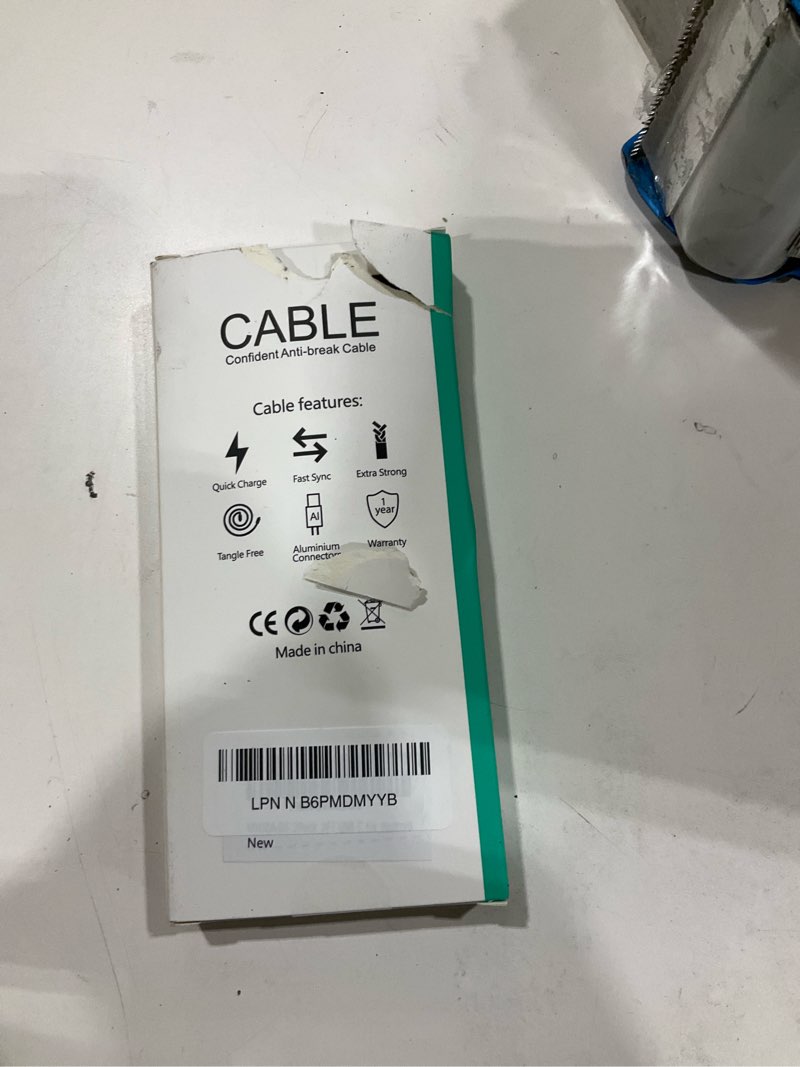 CABLE
Confident Anti-break Cable
Cable features:
Quick Charge
Fast Sync
Extra Strong
Al
1
year
Tangle Free
Aluminium
Connectors
Warranty
CE
Made in china
LPN N B6PMDMYYB
New